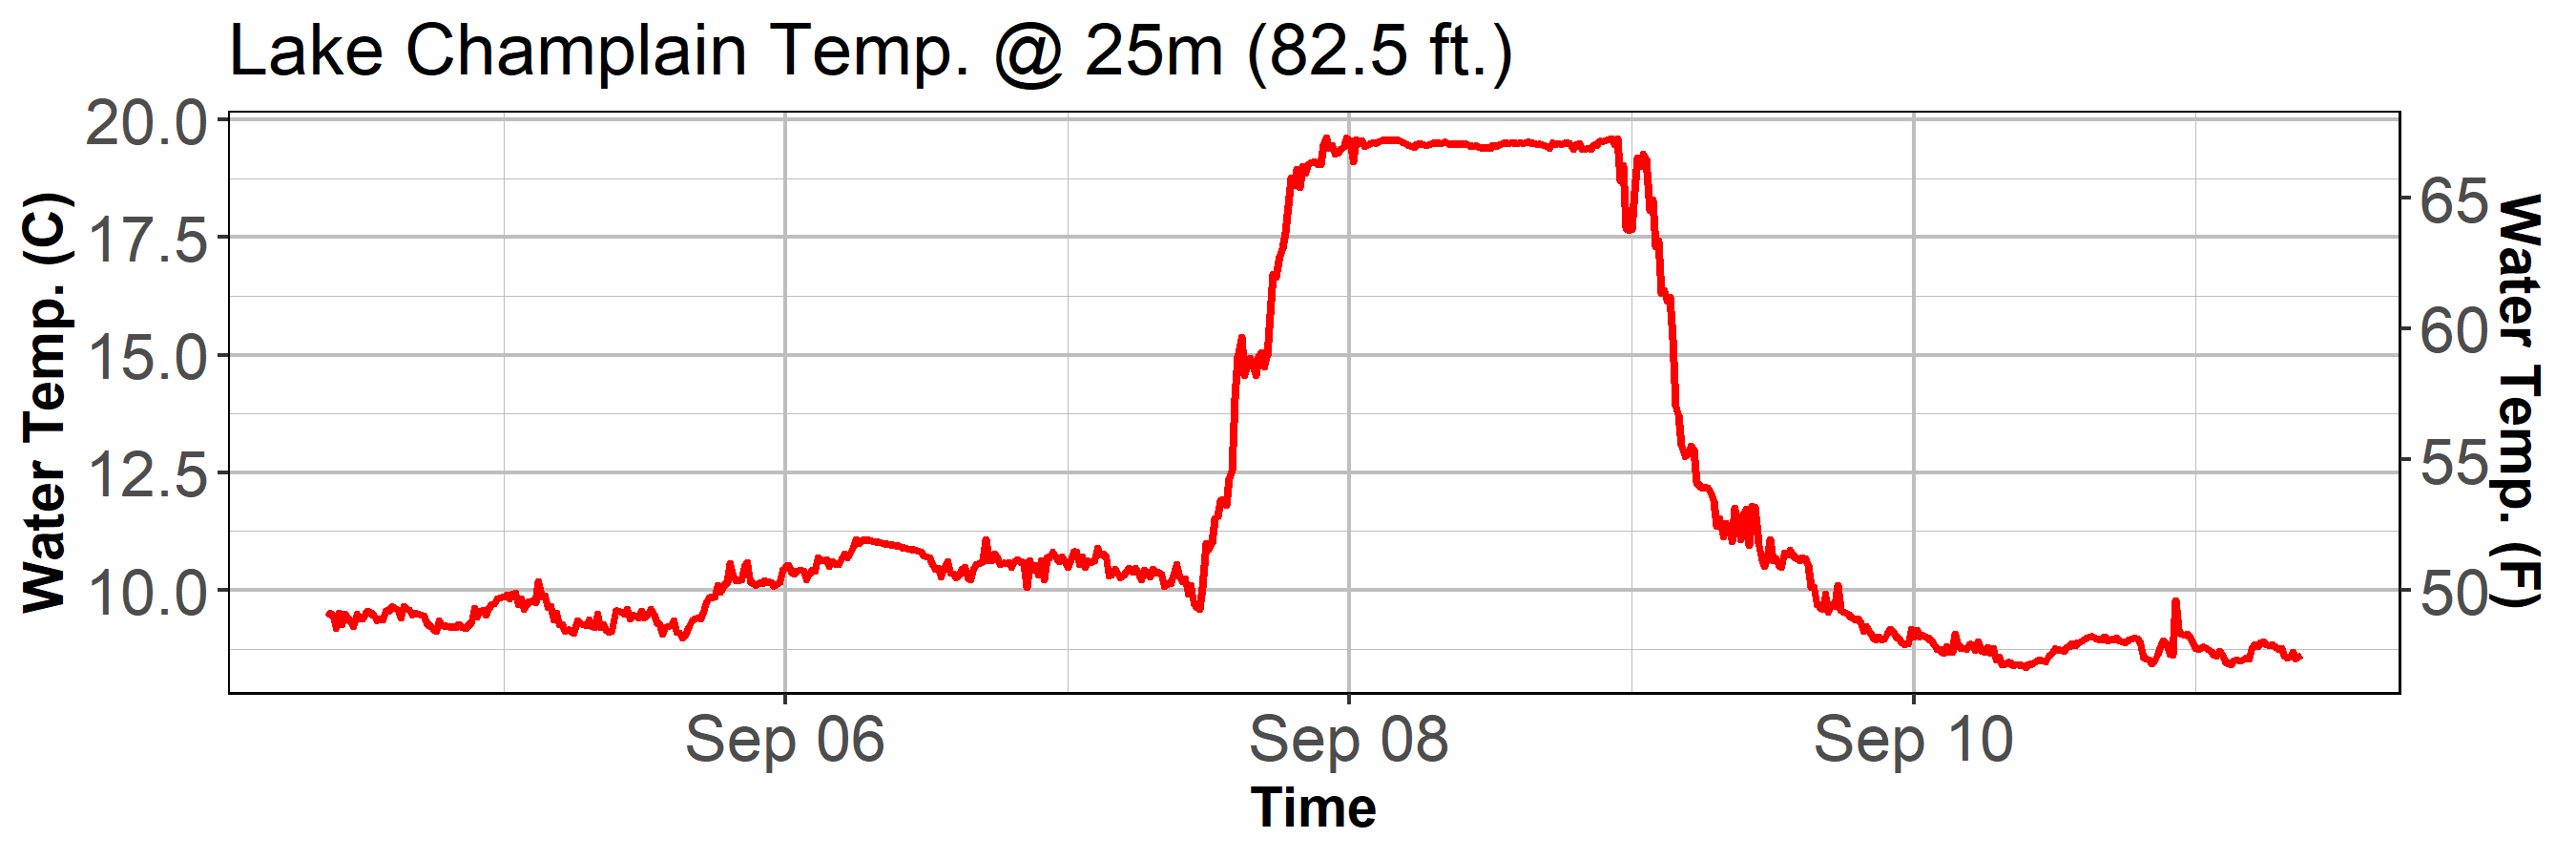 Lake Champlain Temp. @ 25m (82.5 ft.)
Water Temp. (C)
20.0
17.5
15.0
12.5
10.0
65
60
55
50
Water Temp. (F)
Sep 06 Sep 08 Sep 10
Time